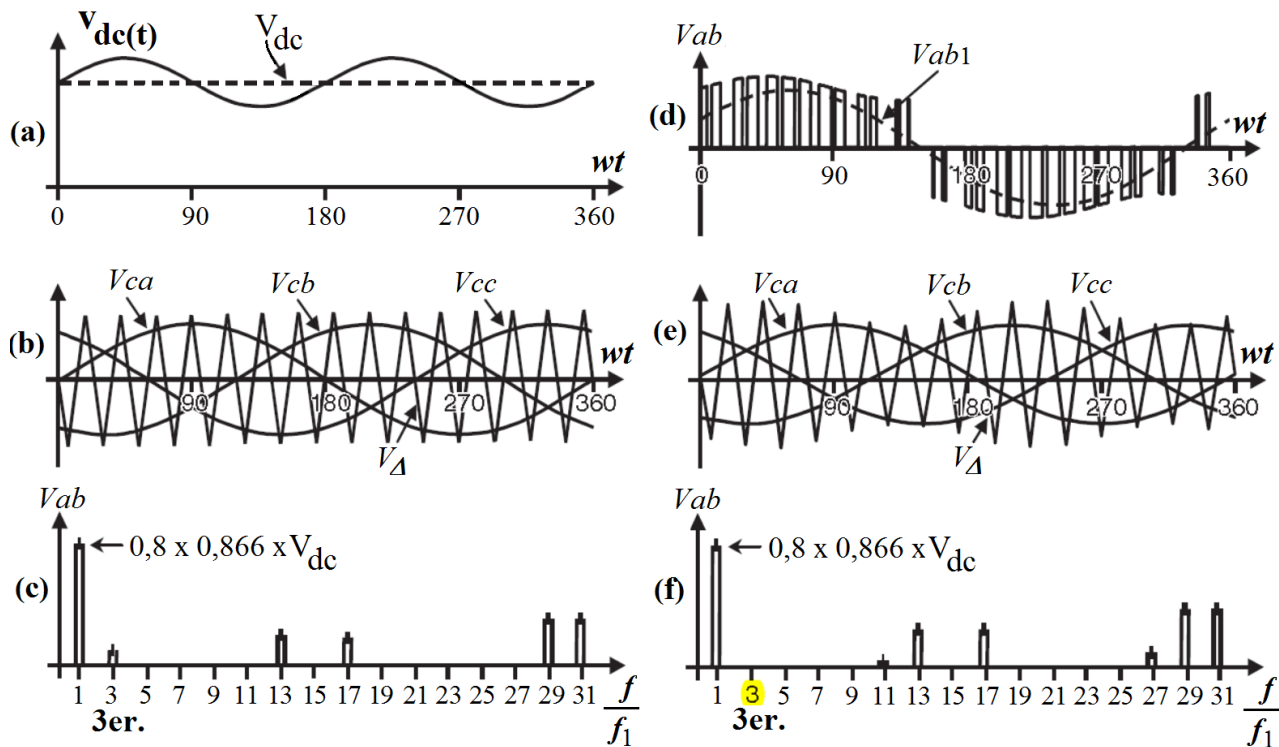 v dc(t)
V dc
(a)
wt
0 90 180 270 360
Vca Vcb Vcc
(b)
wt
90 180 270 360
VΔ
Vab
0,8 x 0,866 x V dc
(c)
1 3 5 7 9 11 13 15 17 19 21 23 25 27 29 31
3er.
f
f1
Vab
Vab1
(d)
wt
0 90 180 270 360
Vca Vcb Vcc
(e)
wt
90 180 270 360
VΔ
Vab
0,8 x 0,866 x V dc
(f)
1 3 5 7 9 11 13 15 17 19 21 23 25 27 29 31
3er.
f
f1